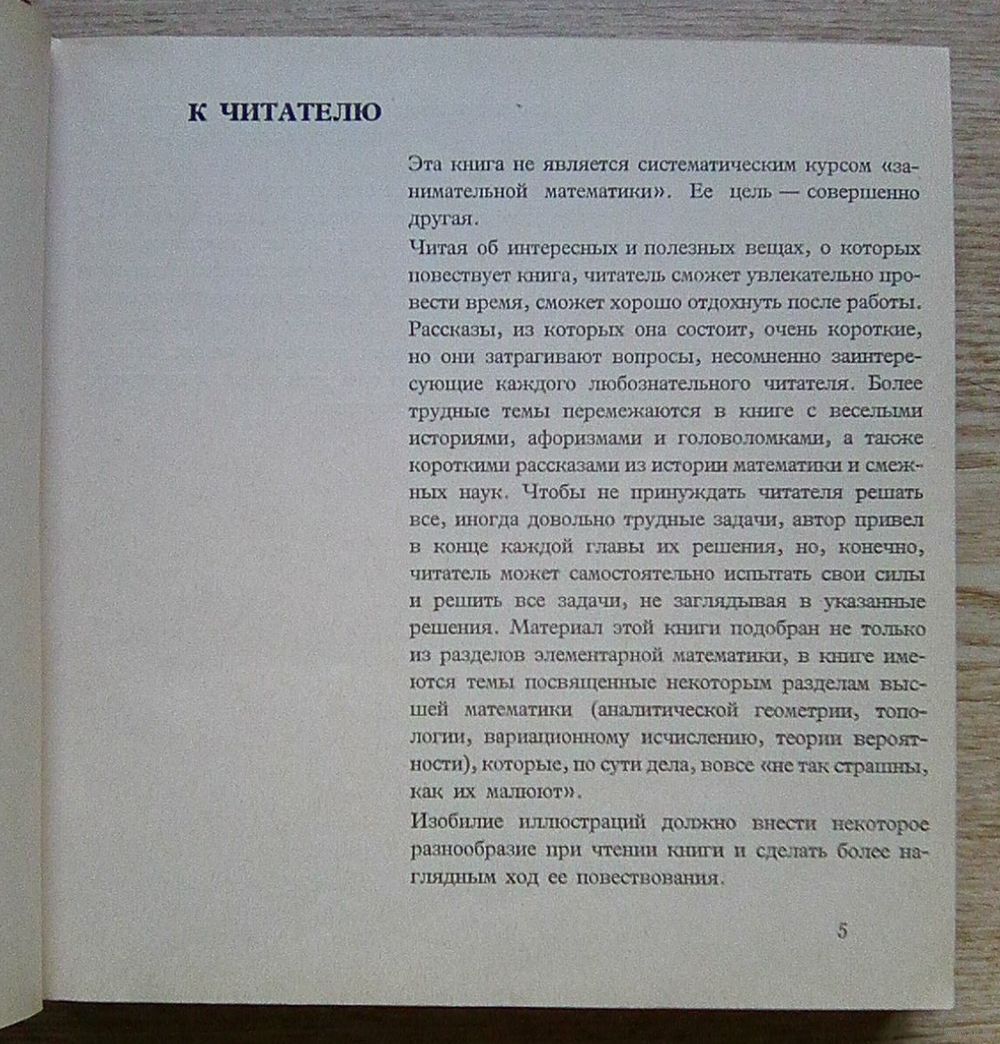 К ЧИТАТЕЛЮ
Эта книга не является систематическим курсом «за-
нимательной математики». Ее цель — совершенно
другая.
Читая об интересных и полезных вещах, о которых
повествует книга, читатель сможет увлекательно про-
вести время, сможет хорошо отдохнуть после работы.
Рассказы, из которых она состоит, очень короткие,
но они затрагивают вопросы, несомненно заинтере-
сующие каждого любознательного читателя. Более
трудные темы перемежаются в книге с веселыми
историями, афоризмами и головоломками, а также
короткими рассказами из истории математики и смеж-
ных наук. Чтобы не принуждать читателя решать
все, иногда довольно трудные задачи, автор привел
в конце каждой главы их решения, но, конечно,
читатель может самостоятельно испытать свои силы
и решить все задачи, не заглядывая в указанные
решения. Материал этой книги подобран не только
из разделов элементарной математики, в книге име-
ются темы посвященные некоторым разделам выс-
шей математики (аналитической геометрии, топо-
логии, вариационному исчислению, теории вероят-
ности), которые, по сути дела, вовсе «не так страшны,
как их малюют».
Изобилие иллюстраций должно внести некоторое
разнообразие при чтении книги и сделать более на-
глядным ход ее повествования.
5